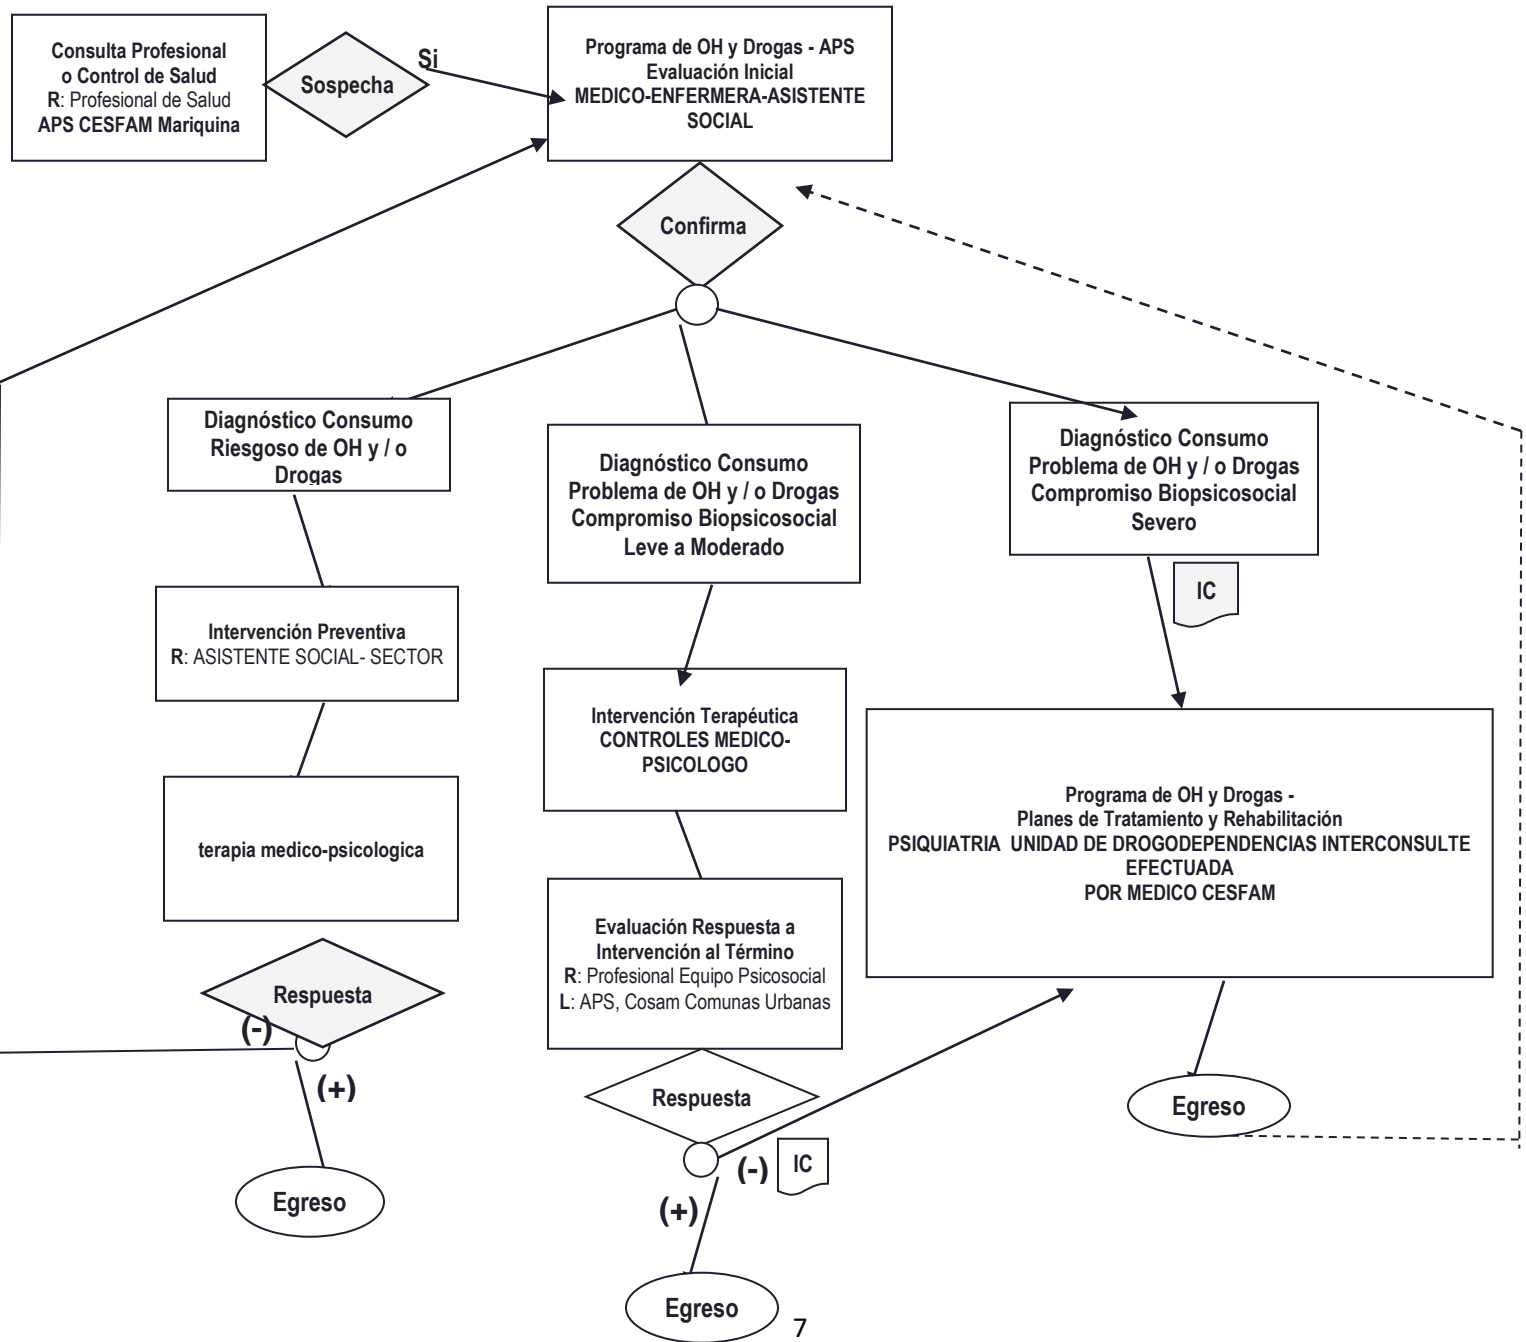 Consulta Profesional
o Control de Salud
R: Profesional de Salud
APS CESFAM Mariquina
Sospecha
Si
Programa de OH y Drogas - APS
Evaluación Inicial
MEDICO-ENFERMERA-ASISTENTE
SOCIAL
Confirma
Diagnóstico Consumo
Riesgoso de OH y / o
Drogas
Diagnóstico Consumo
Problema de OH y / o Drogas
Compromiso Biopsicosocial
Leve a Moderado
Diagnóstico Consumo
Problema de OH y / o Drogas
Compromiso Biopsicosocial
Severo
IC
Intervención Preventiva
R: ASISTENTE SOCIAL- SECTOR
Intervención Terapéutica
CONTROLES MEDICO-
PSICOLOGO
Programa de OH y Drogas -
Planes de Tratamiento y Rehabilitación
PSIQUIATRIA UNIDAD DE DROGODEPENDENCIAS INTERCONSULTE
EFECTUADA
POR MEDICO CESFAM
terapia medico-psicologica
Evaluación Respuesta a
Intervención al Término
R: Profesional Equipo Psicosocial
L: APS, Cosam Comunas Urbanas
Respuesta
(-)
(+)
Egreso
Respuesta
(-)
IC
(+)
Egreso
Egreso
7